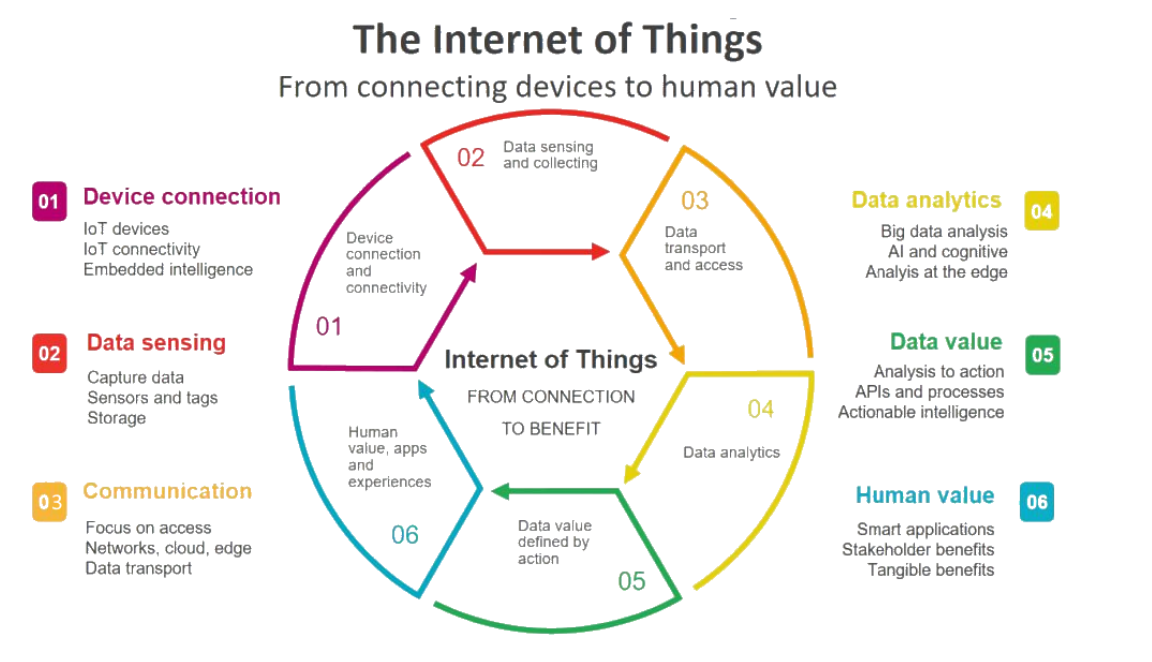 The Internet of Things
From connecting devices to human value
01
Device connection
IoT devices
IoT connectivity
Embedded intelligence
02
Data sensing
Capture data
Sensors and tags
Storage
03
Communication
Focus on access
Networks, cloud, edge
Data transport
01
Device
connection
and
connectivity
02
Data sensing
and collecting
03
Data
transport
and access
04
Data analytics
05
Data value
defined by
action
06
Human
value, apps
and
experiences
Internet of Things
FROM CONNECTION
TO BENEFIT
Data analytics
04
Big data analysis
AI and cognitive
Analyis at the edge
Data value
05
Analysis to action
APIs and processes
Actionable intelligence
Human value
06
Smart applications
Stakeholder benefits
Tangible benefits